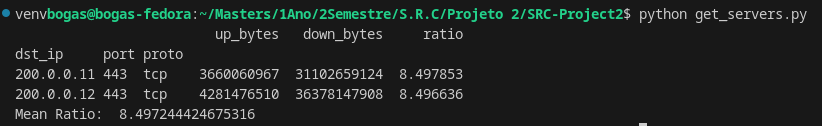 venvbogas@bogas-fedora:~/Masters/1Ano/2Semestre/S.R.C/Projeto 2/SRC-Project2$ python get_servers.py
up_bytes down_bytes ratio
dst_ip port proto
200.0.0.11 443 tcp 3660060967 31102659124 8.497853
200.0.0.12 443 tcp 4281476510 36378147908 8.496636
Mean Ratio: 8.497244424675316